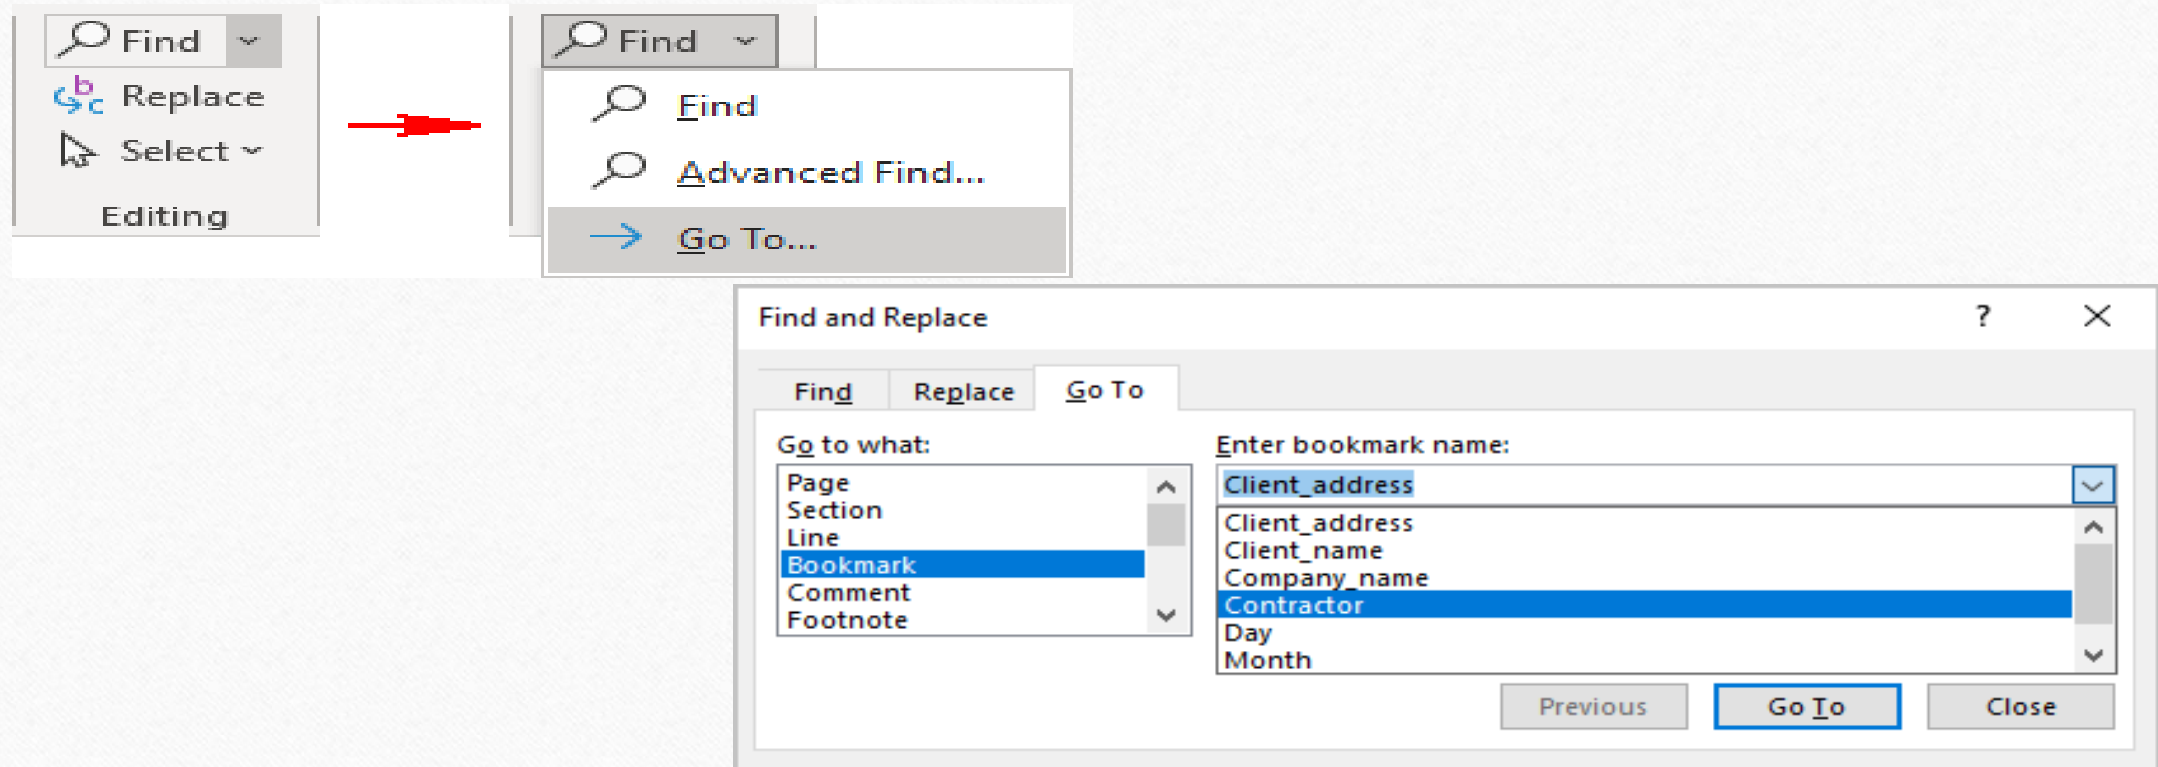 Find
Replace
Select
Editing
Find
Find
Advanced Find...
Go To...
Find and Replace
?
Find
Replace
Go To
Go to what:
Page
Section
Line
Bookmark
Comment
Footnote
Enter bookmark name:
Client_address
Client_address
Client_name
Company_name
Contractor
Day
Month
Previous
Go To
Close